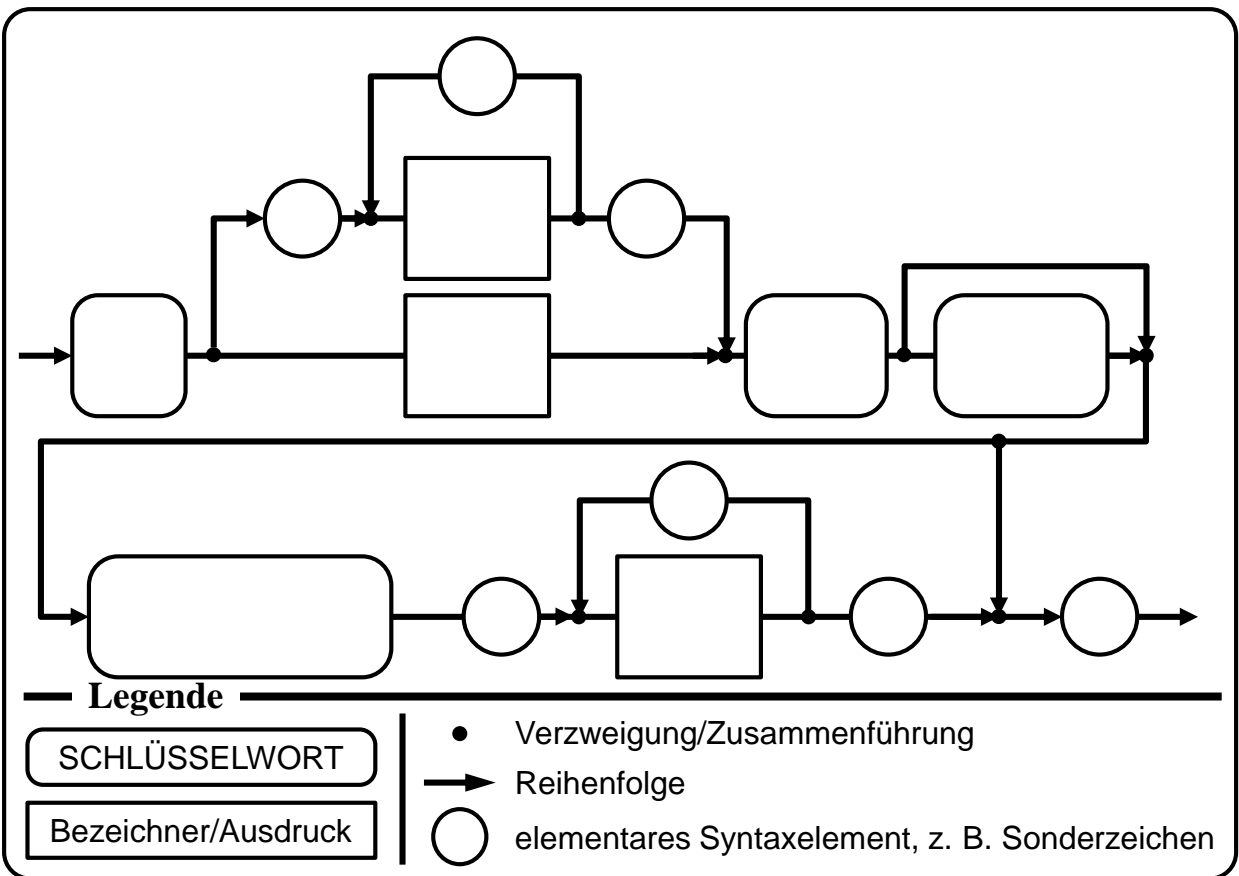 Legende
SCHLÜSSELWORT
Bezeichner/Ausdruck
Verzweigung/Zusammenführung
Reihenfolge
elementares Syntaxelement, z. B. Sonderzeichen